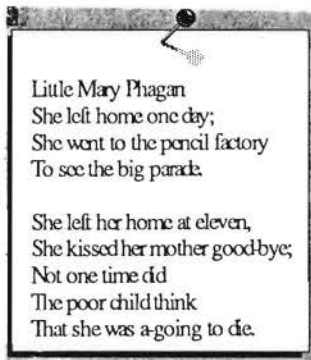 Little Mary Phagan
She left home one day;
She went to the pencil factory
To see the big parade.

She left her home at eleven,
She kissed her mother good-bye;
Not one time did
The poor child think
That she was a-going to die.